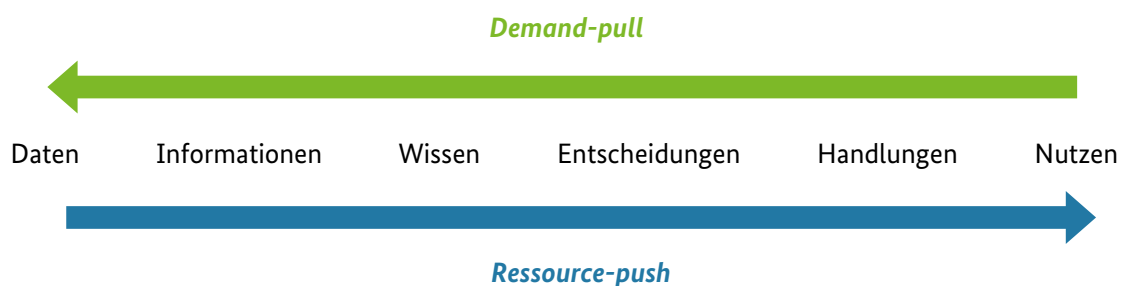 Demand-pull
Daten Informationen Wissen Entscheidungen Handlungen Nutzen
Ressource-push